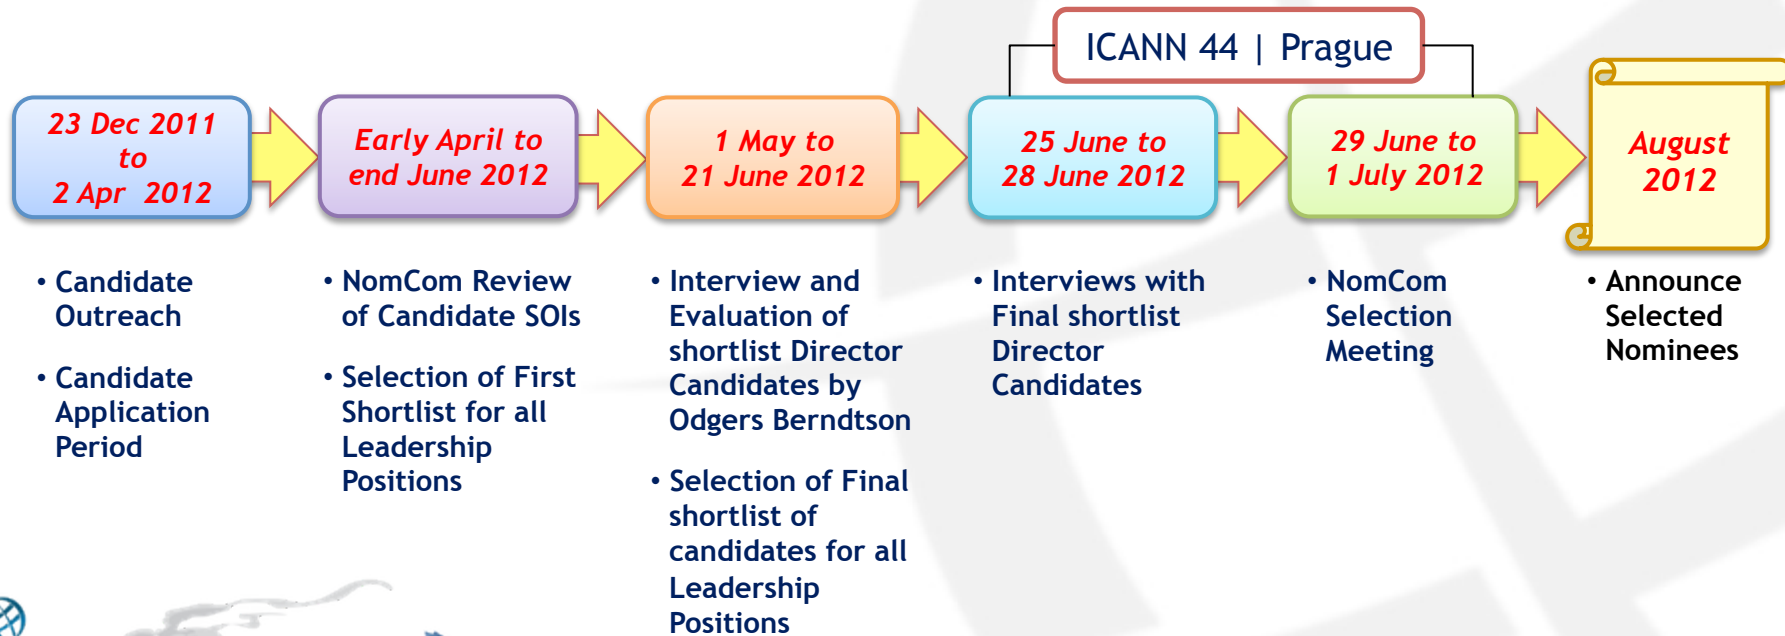 ICANN 44 | Prague
23 Dec 2011
to
2 Apr 2012
Early April to
end June 2012
1 May to
21 June 2012
25 June to
28 June 2012
29 June to
1 July 2012
August
2012
• Candidate
Outreach
• Candidate
Application
Period
• NomCom Review
of Candidate SOIs
• Selection of First
Shortlist for all
Leadership
Positions
• Interview and
Evaluation of
shortlist Director
Candidates by
Odgers Berndtson
• Selection of Final
shortlist of
candidates for all
Leadership
Positions
• Interviews with
Final shortlist
Director
Candidates
• NomCom
Selection
Meeting
• Announce
Selected
Nominees